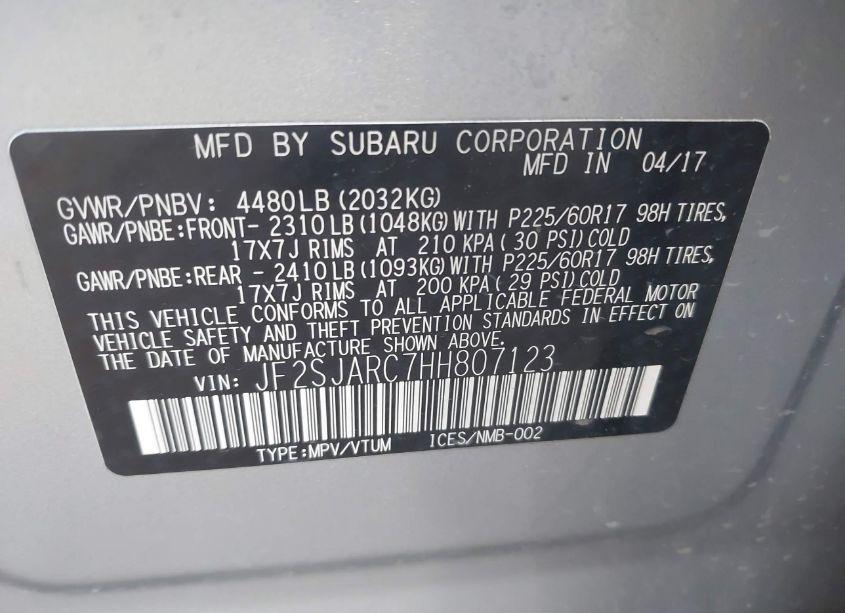 MFD BY SUBARU CORPORATION
MFD IN 04/17
GVWR/PNBV: 4480LB (2032KG)
GAWR/PNBE:FRONT- 2310LB (1048KG) WITH P225/60R17 98H TIRES,
17X7J RIMS AT 210 KPA (30 PSI) COLD
GAWR/PNBE:REAR - 2410LB (1093KG) WITH P225/60R17 98H TIRES,
17X7J RIMS AT 200 KPA (29 PSI) COLD
THIS VEHICLE CONFORMS TO ALL APPLICABLE FEDERAL MOTOR
VEHICLE SAFETY AND THEFT PREVENTION STANDARDS IN EFFECT ON
THE DATE OF MANUFACTURE SHOWN ABOVE.
VIN: JF2SJARC7HH807123
TYPE:MPV/VTUM ICES/NMB-002